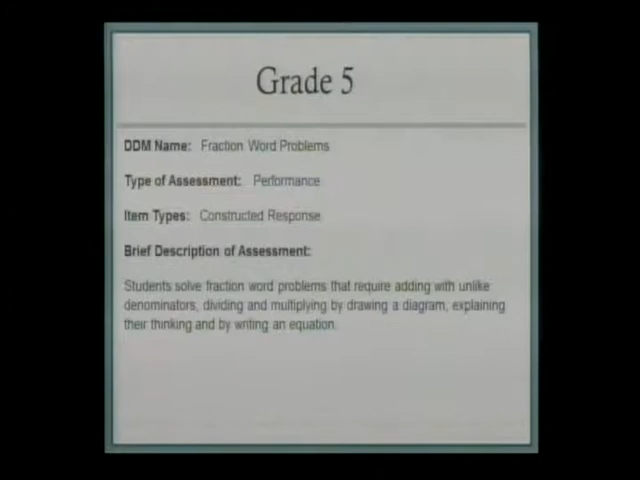 Grade 5
DDM Name: Fraction Word Problems
Type of Assessment: Performance
Item Types: Constructed Response
Brief Description of Assessment:
Students solve fraction word problems that require adding with unlike
denominators, dividing and multiplying by drawing a diagram, explaining
their thinking and by writing an equation.